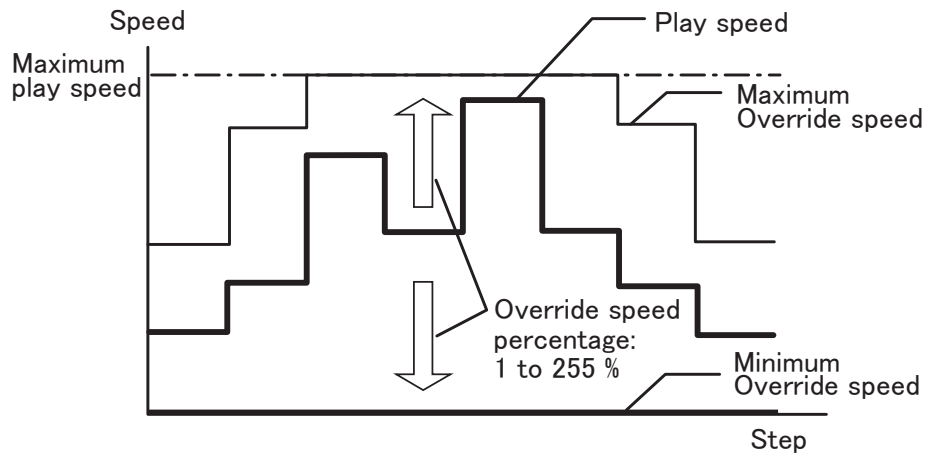 Speed
Play speed
Maximum
play speed
Maximum
Override speed
Override speed
percentage:
1 to 255 %
Minimum
Override speed
Step